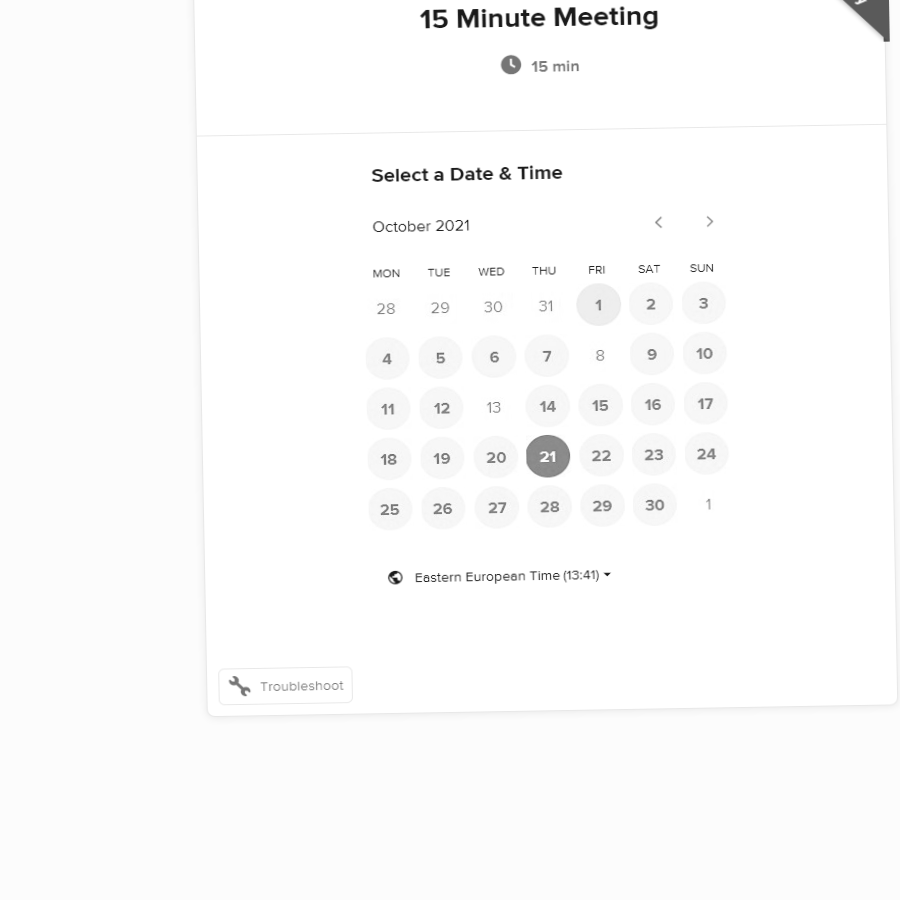 15 Minute Meeting
15 min
Select a Date & Time
October 2021
MON TUE WED THU FRI SAT SUN
28 29 30 31 1 2 3
4 5 6 7 8 9 10
11 12 13 14 15 16 17
18 19 20 21 22 23 24
25 26 27 28 29 30 1
Eastern European Time (13:41)
Troubleshoot